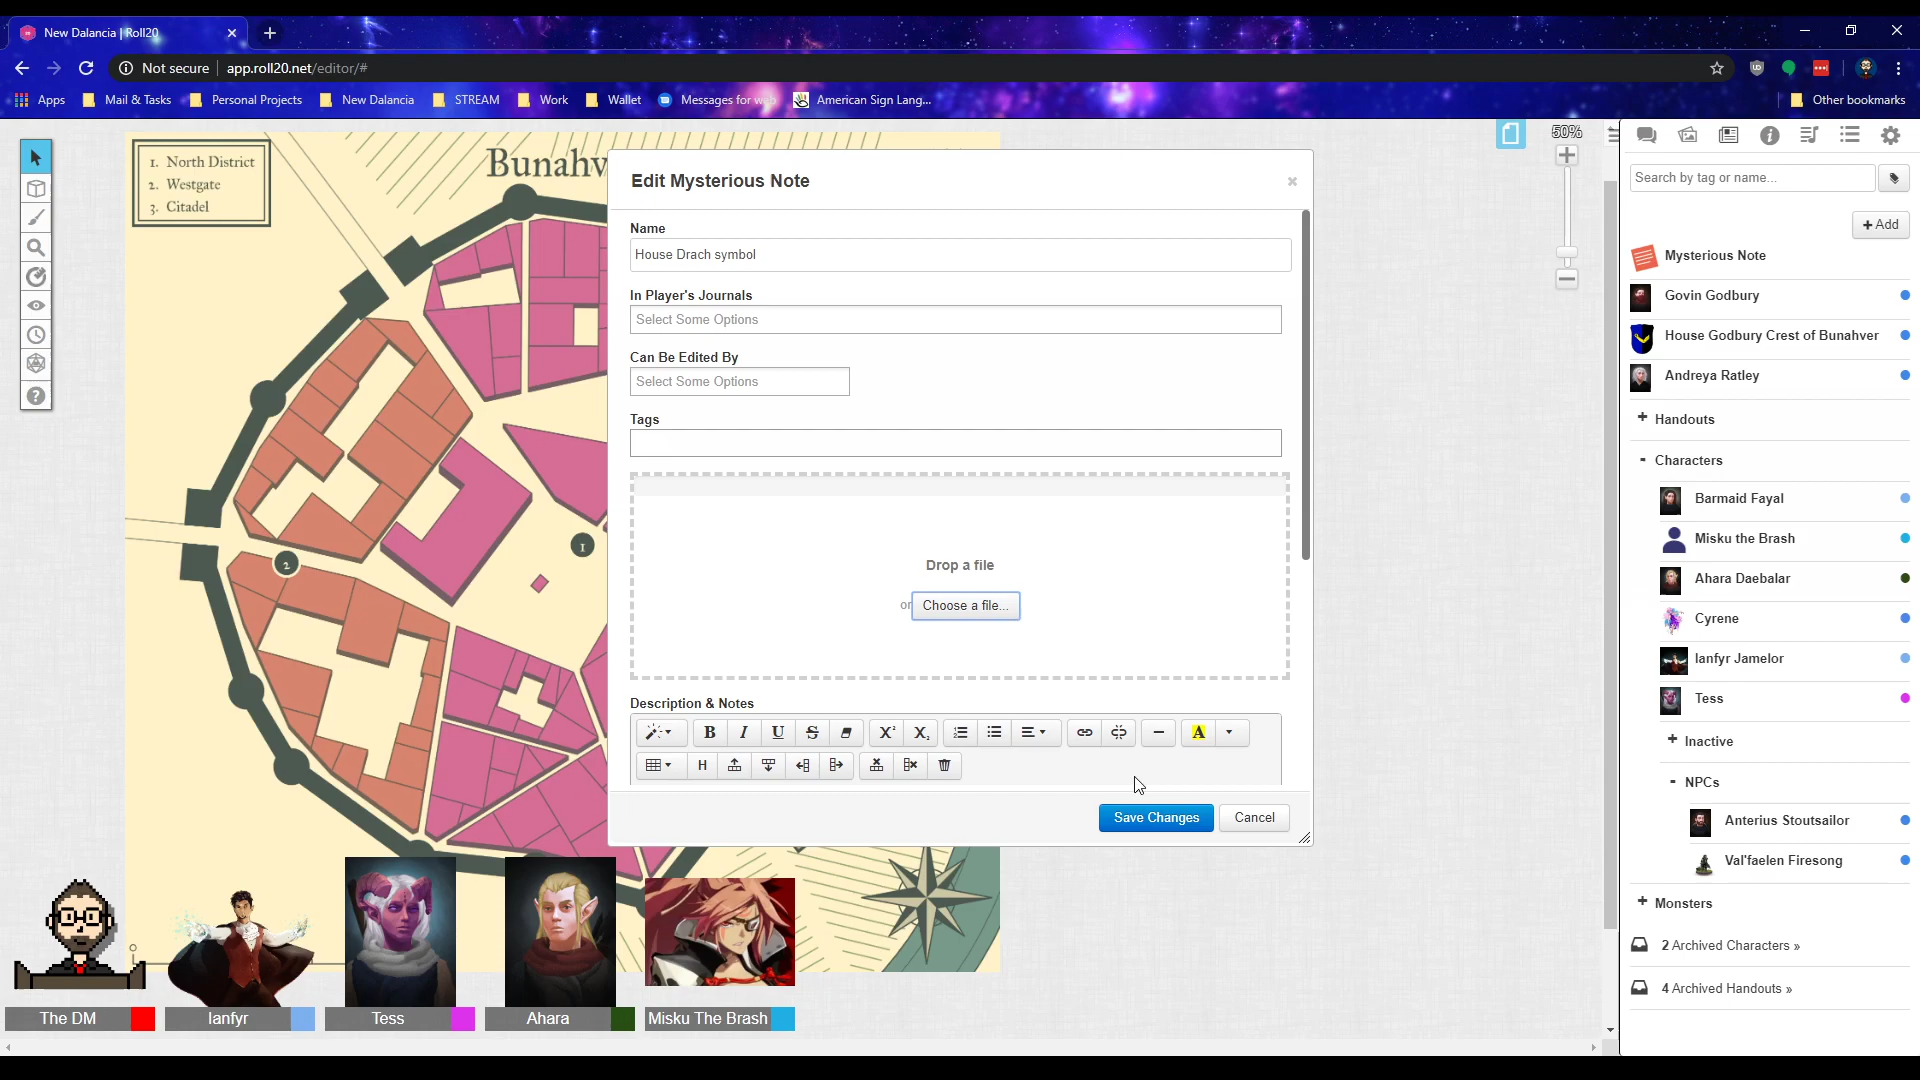 New Dalancia | Roll20
Not secure
app.roll20.net/editor/#
Apps
Mail & Tasks
Personal Projects
New Dalancia
STREAM
Work
Wallet
Messages for web
American Sign Lang...
Other bookmarks
1. North District
2. Westgate
3. Citadel
Bunahv
1
2
50%
Edit Mysterious Note
Name
House Drach symbol
In Player's Journals
Select Some Options
Can Be Edited By
Select Some Options
Tags
Drop a file
or Choose a file...
Description & Notes
Save Changes
Cancel
Search by tag or name...
+ Add
Mysterious Note
Govin Godbury
House Godbury Crest of Bunahver
Andreya Ratley
+ Handouts
- Characters
Barmaid Fayal
Misku the Brash
Ahara Daebalar
Cyrene
Ianfyr Jamelor
Tess
+ Inactive
- NPCs
Anterius Stoutsailor
Val'faelen Firesong
+ Monsters
2 Archived Characters »
4 Archived Handouts »
The DM
Ianfyr
Tess
Ahara
Misku The Brash